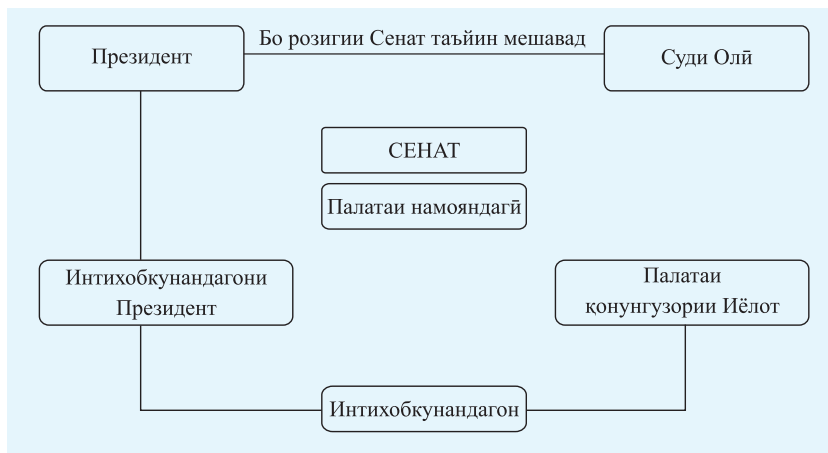 Президент
Бо розигии Сенат таъйин мешавад
Суди Олӣ
СЕНАТ
Палатаи намояндагӣ
Интихобкунандагони
Президент
Палатаи
қонунгузории Иёлот
Интихобкунандагон